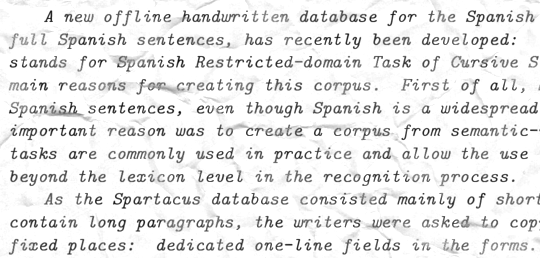 A new offline handwritten database for the Spanish
full Spanish sentences, has recently been developed:
stands for Spanish Restricted-domain Task of Cursive S
main reasons for creating this corpus. First of all,
Spanish sentences, even though Spanish is a widespread
important reason was to create a corpus from semantic-
tasks are commonly used in practice and allow the use
beyond the lexicon level in the recognition process.
As the Spartacus database consisted mainly of short
contain long paragraphs, the writers were asked to cop
fixed places: dedicated one-line fields in the forms.